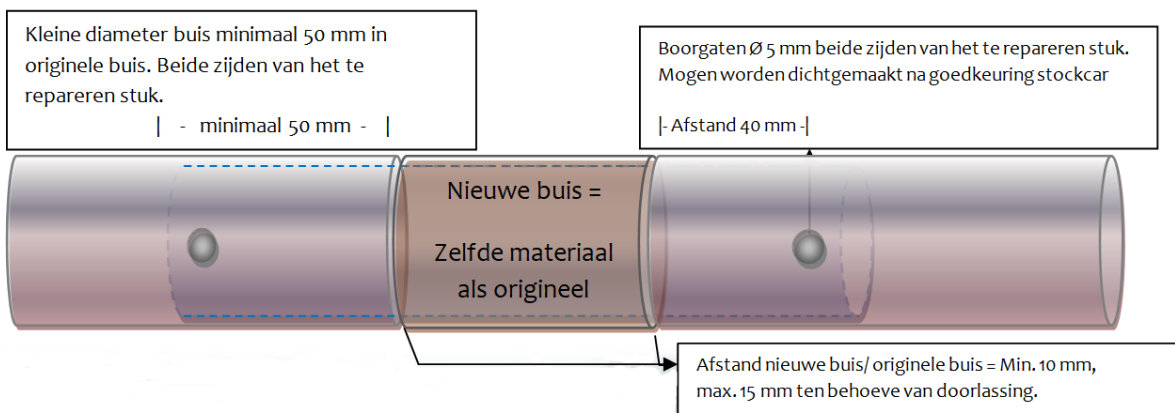 Kleine diameter buis minimaal 50 mm in
originele buis. Beide zijden van het te
repareren stuk.
| - minimaal 50 mm - |
Boorgaten Ø 5 mm beide zijden van het te repareren stuk.
Mogen worden dichtgemaakt na goedkeuring stockcar
|- Afstand 40 mm -|
Nieuwe buis =
Zelfde materiaal
als origineel
Afstand nieuwe buis/ originele buis = Min. 10 mm,
max. 15 mm ten behoeve van doorlassing.